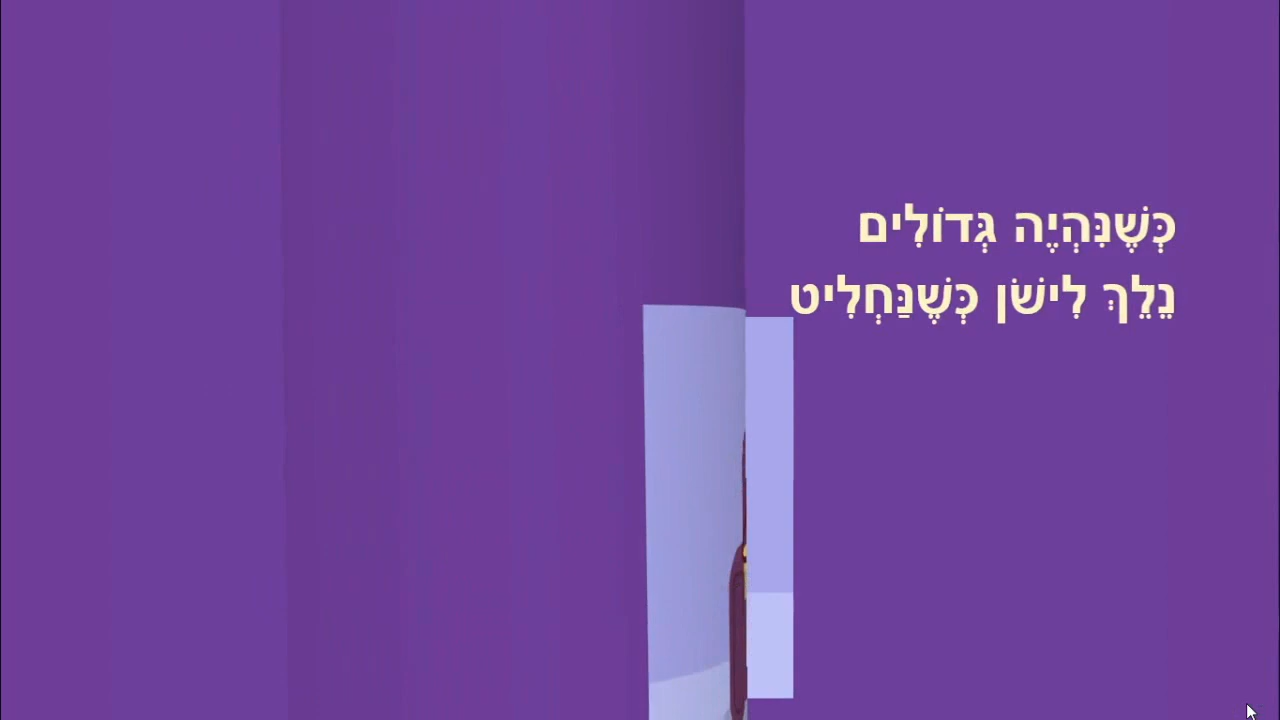 כְּשֶׁנִּהְיֶה גְּדוֹלִים
נֵלֵךְ לִישֹׁן כְּשֶׁנַּחְלִיט